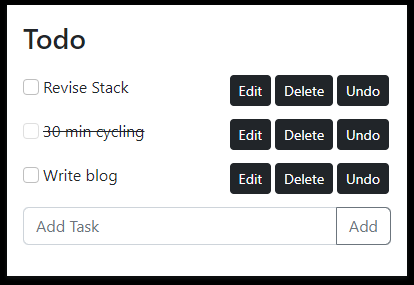 Todo
Revise Stack Edit Delete Undo
30 min cycling Edit Delete Undo
Write blog Edit Delete Undo
Add Task Add